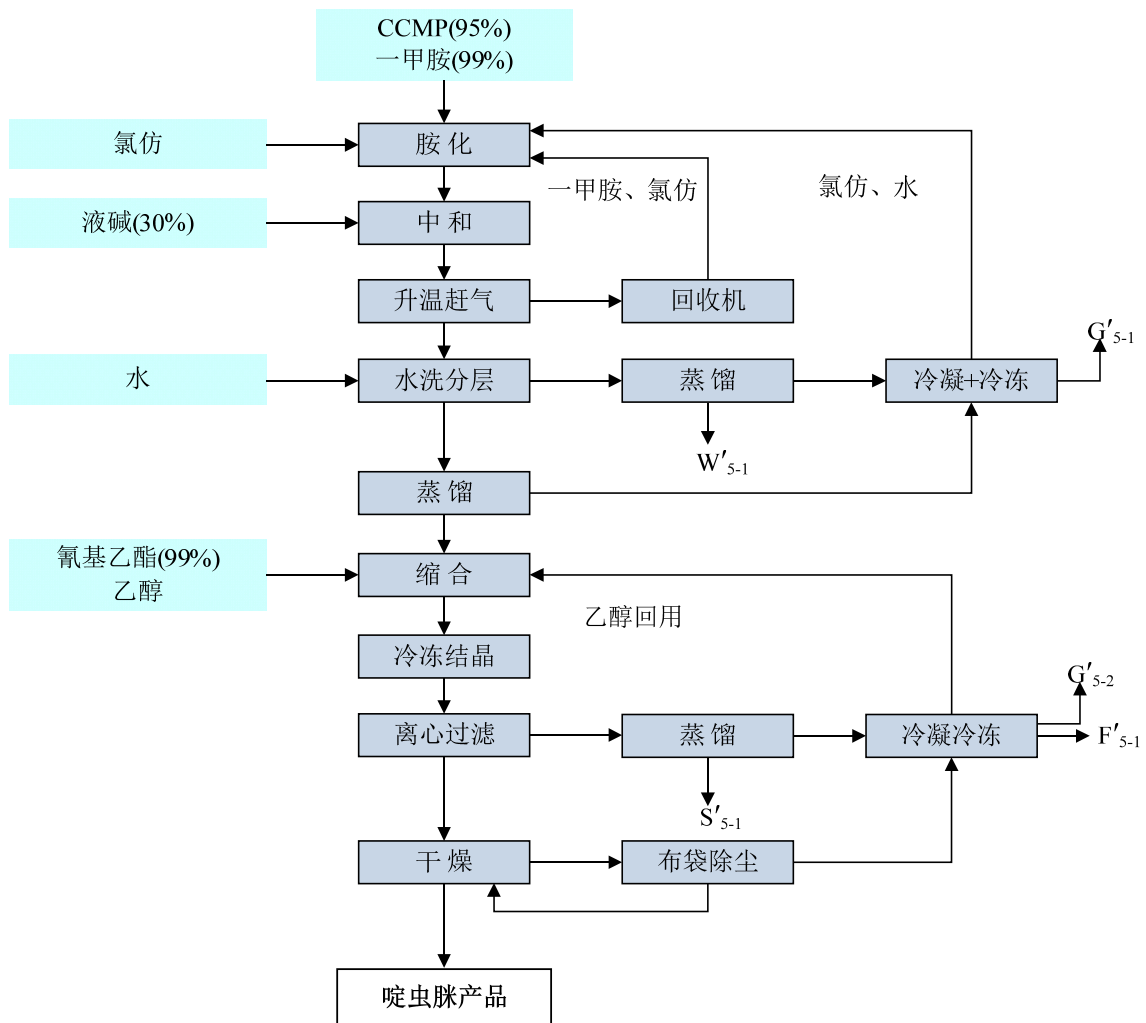 CCMP(95%)
一甲胺(99%)
氯仿
胺化
一甲胺、氯仿
氯仿、水
液碱(30%)
中和
升温赶气
回收机
G′5-1
水
水洗分层
蒸馏
冷凝+冷冻
W′5-1
蒸馏
氰基乙酯(99%)
乙醇
缩合
乙醇回用
冷冻结晶
G′5-2
离心过滤
蒸馏
冷凝冷冻
F′5-1
S′5-1
干燥
布袋除尘
啶虫脒产品